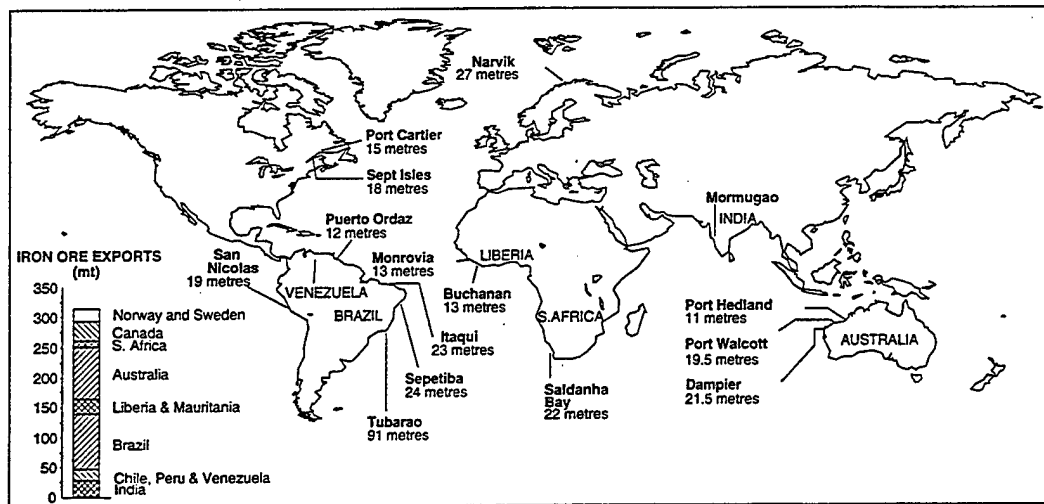 Narvik
27 metres
Port Cartier
15 metres
Sept Isles
18 metres
Mormugao
INDIA
Puerto Ordaz
12 metres
IRON ORE EXPORTS
(mt)
San
Nicolas
19 metres
Monrovia
13 metres
LIBERIA
VENEZUELA
Buchanan
13 metres
BRAZIL
S.AFRICA
Itaqui
23 metres
Port Hedland
11 metres
Port Walcott
19.5 metres
AUSTRALIA
Sepetiba
24 metres
Saldanha
Bay
22 metres
Dampier
21.5 metres
Tubarao
91 metres
350
300
250
200
150
100
50
0
Norway and Sweden
Canada
S. Africa
Australia
Liberia & Mauritania
Brazil
Chile, Peru & Venezuela
India